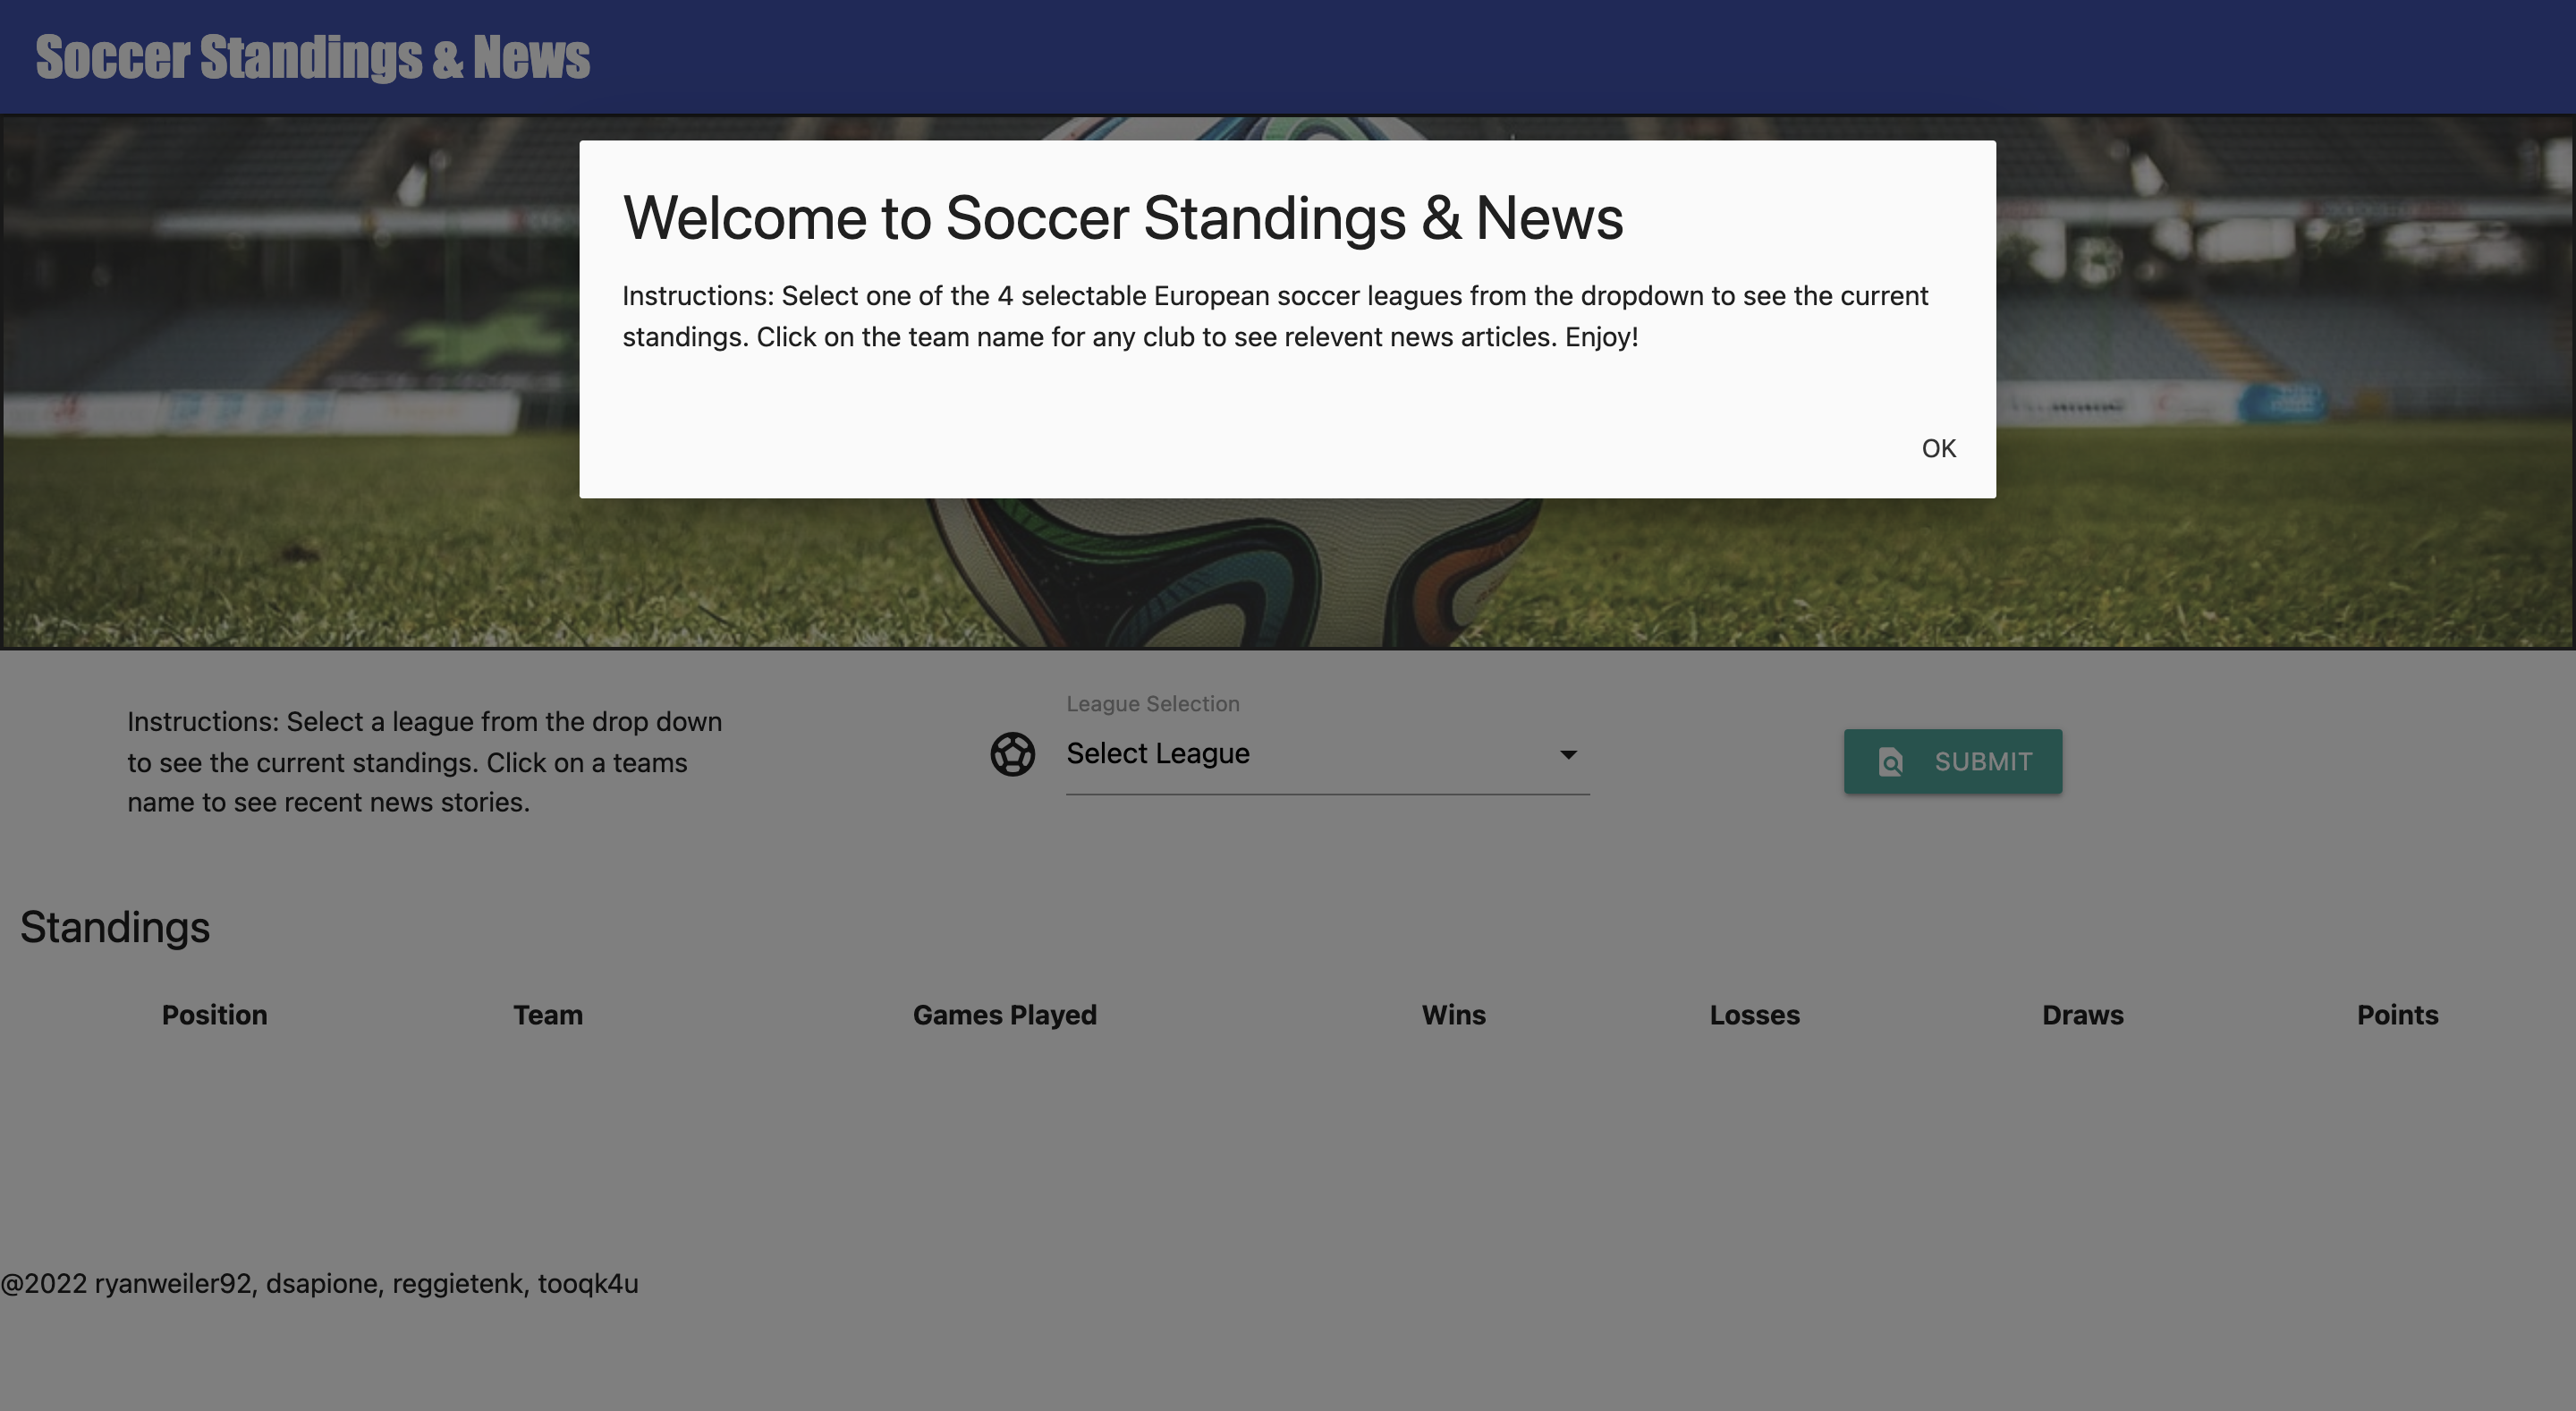 Soccer Standings & News
Welcome to Soccer Standings & News
Instructions: Select one of the 4 selectable European soccer leagues from the dropdown to see the current
standings. Click on the team name for any club to see relevent news articles. Enjoy!
OK
Instructions: Select a league from the drop down
to see the current standings. Click on a teams
name to see recent news stories.
League Selection
Select League
SUBMIT
Standings
Position Team Games Played Wins Losses Draws Points
@2022 ryanweiler92, dsapione, reggietenk, tooqk4u